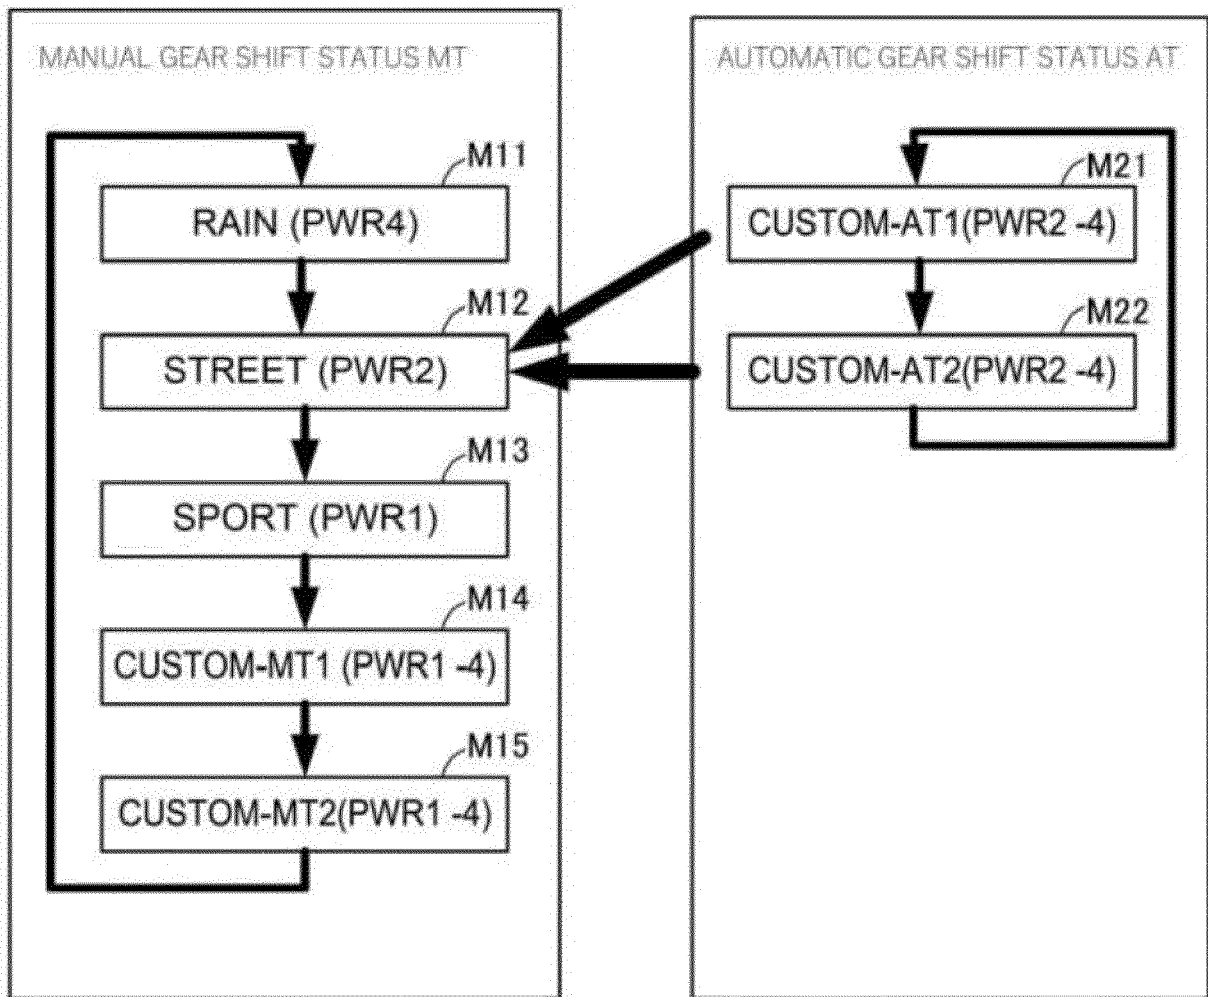 MANUAL GEAR SHIFT STATUS MT
M11
RAIN (PWR4)
M12
STREET (PWR2)
M13
SPORT (PWR1)
M14
CUSTOM-MT1 (PWR1 -4)
M15
CUSTOM-MT2(PWR1 -4)
AUTOMATIC GEAR SHIFT STATUS AT
M21
CUSTOM-AT1(PWR2 -4)
M22
CUSTOM-AT2(PWR2 -4)